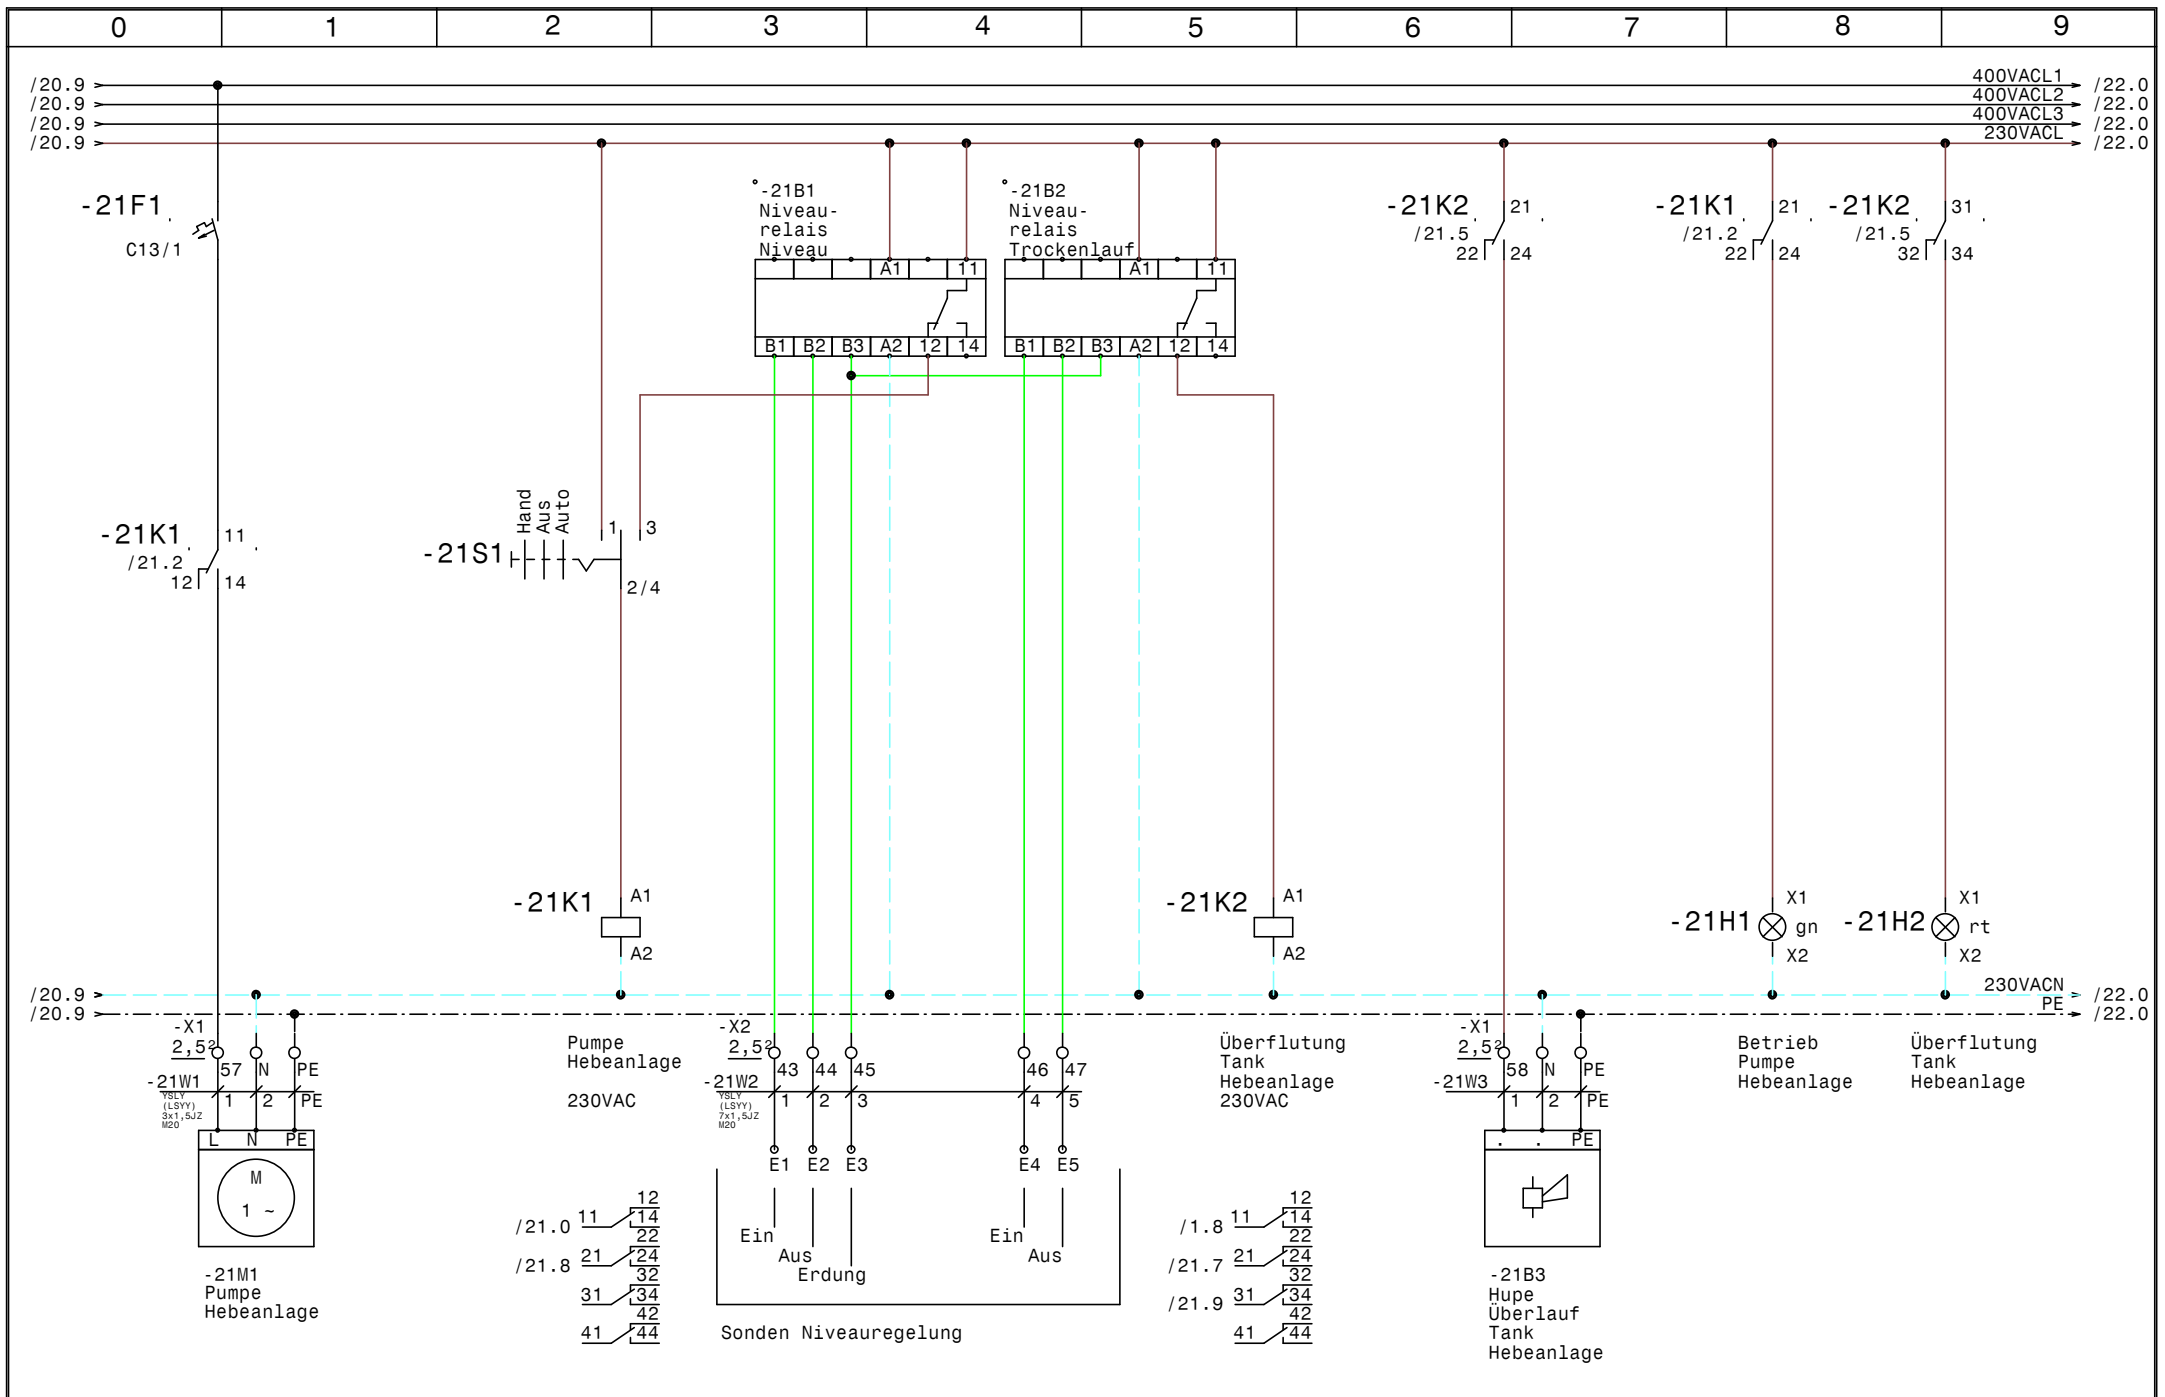 0 1 2 3 4 5 6 7 8 9
/20.9 400VACL1 /22.0
/20.9 400VACL2 /22.0
/20.9 400VACL3 /22.0
/20.9 230VACL /22.0
-21F1
C13/1
-21B1
Niveau-
relais
Niveau
-21B2
Niveau-
relais
Trockenlauf
-21K2 21
/21.5
22 24
-21K1 21
/21.2
22 24
-21K2 31
/21.5
32 34
A1 11
B1 B2 B3 A2 12 14
A1 11
B1 B2 B3 A2 12 14
-21K1 11
/21.2
12 14
Hand
Aus
Auto
-21S1
1 3
2/4
-21K1 A1
A2
-21K2 A1
A2
-21H1 X1
gn
X2
-21H2 X1
rt
X2
/20.9 230VACN /22.0
/20.9 PE /22.0
-X1
2,5²
57 N PE
-21W1
YSLY
(LSYY)
3x1,5JZ
M20
1 2 PE
L N PE
M
1 ~
-21M1
Pumpe
Hebeanlage
Pumpe
Hebeanlage
230VAC
-X2
2,5²
43 44 45 46 47
-21W2
YSLY
(LSYY)
7x1,5JZ
M20
1 2 3 4 5
E1 E2 E3 E4 E5
Ein
Aus
Erdung
Ein
Aus
Sonden Niveauregelung
12
/21.0 11 14
22
/21.8 21 24
32
31 34
42
41 44
Überflutung
Tank
Hebeanlage
230VAC
12
/1.8 11 14
22
/21.7 21 24
32
/21.9 31 34
42
41 44
-X1
2,5²
58 N PE
-21W3
1 2 PE
. . PE
-21B3
Hupe
Überlauf
Tank
Hebeanlage
Betrieb
Pumpe
Hebeanlage
Überflutung
Tank
Hebeanlage